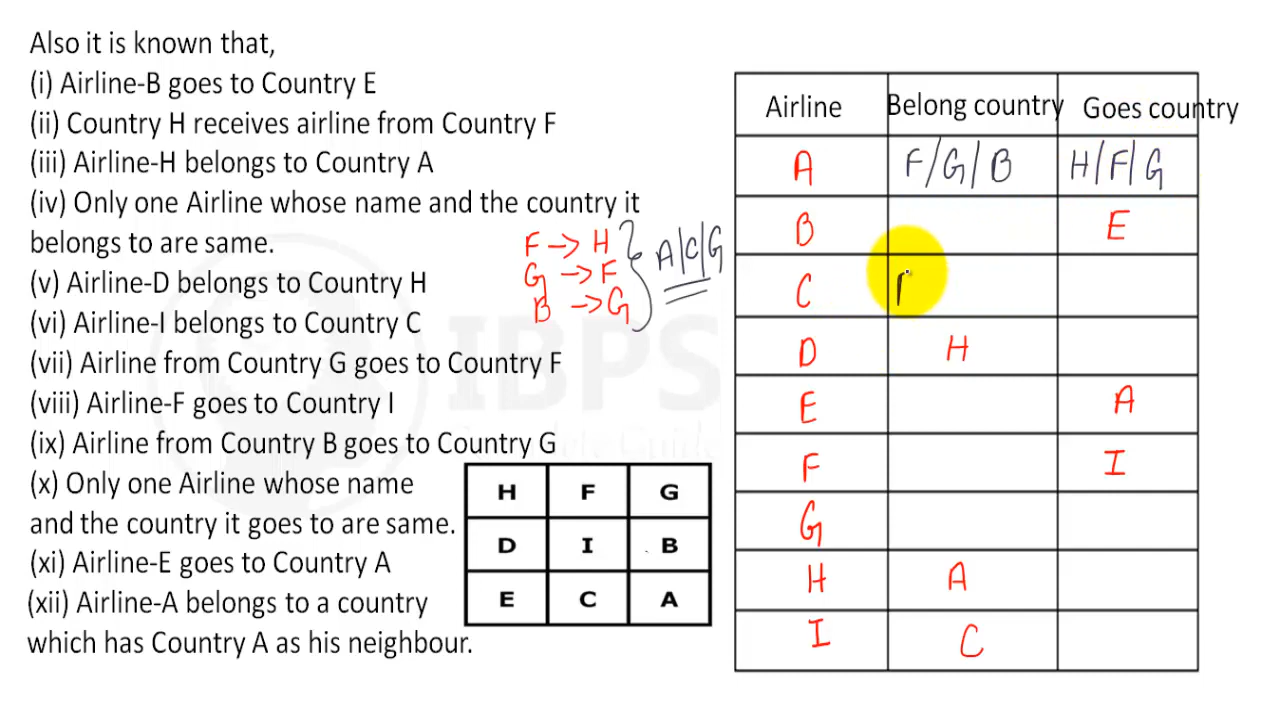 Also it is known that,
(i) Airline-B goes to Country E
(ii) Country H receives airline from Country F
(iii) Airline-H belongs to Country A
(iv) Only one Airline whose name and the country it
belongs to are same.
(v) Airline-D belongs to Country H
(vi) Airline-I belongs to Country C
(vii) Airline from Country G goes to Country F
(viii) Airline-F goes to Country I
(ix) Airline from Country B goes to Country G
(x) Only one Airline whose name
and the country it goes to are same.
(xi) Airline-E goes to Country A
(xii) Airline-A belongs to a country
which has Country A as his neighbour.
F → H
G → F
B → G
A/C/G
H F G
D I B
E C A
Airline Belong country Goes country
A F/G/B H/F/G
B E
C
D H
E A
F I
G
H A
I C
IBPS